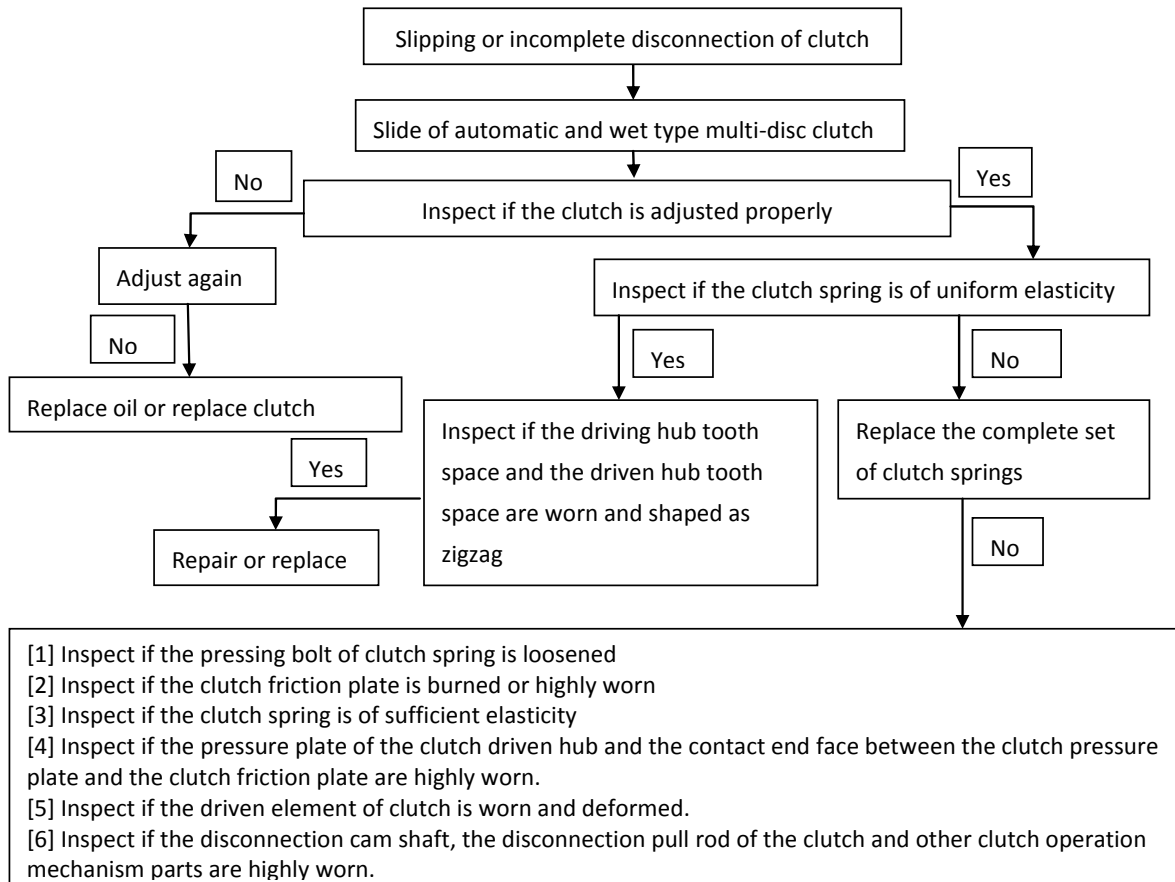 Slipping or incomplete disconnection of clutch
Slide of automatic and wet type multi-disc clutch
No
Yes
Inspect if the clutch is adjusted properly
Adjust again
Inspect if the clutch spring is of uniform elasticity
No
Yes
No
Replace oil or replace clutch
Inspect if the driving hub tooth
space and the driven hub tooth
space are worn and shaped as
zigzag
Replace the complete set
of clutch springs
Yes
Repair or replace
No
[1] Inspect if the pressing bolt of clutch spring is loosened
[2] Inspect if the clutch friction plate is burned or highly worn
[3] Inspect if the clutch spring is of sufficient elasticity
[4] Inspect if the pressure plate of the clutch driven hub and the contact end face between the clutch pressure
plate and the clutch friction plate are highly worn.
[5] Inspect if the driven element of clutch is worn and deformed.
[6] Inspect if the disconnection cam shaft, the disconnection pull rod of the clutch and other clutch operation
mechanism parts are highly worn.